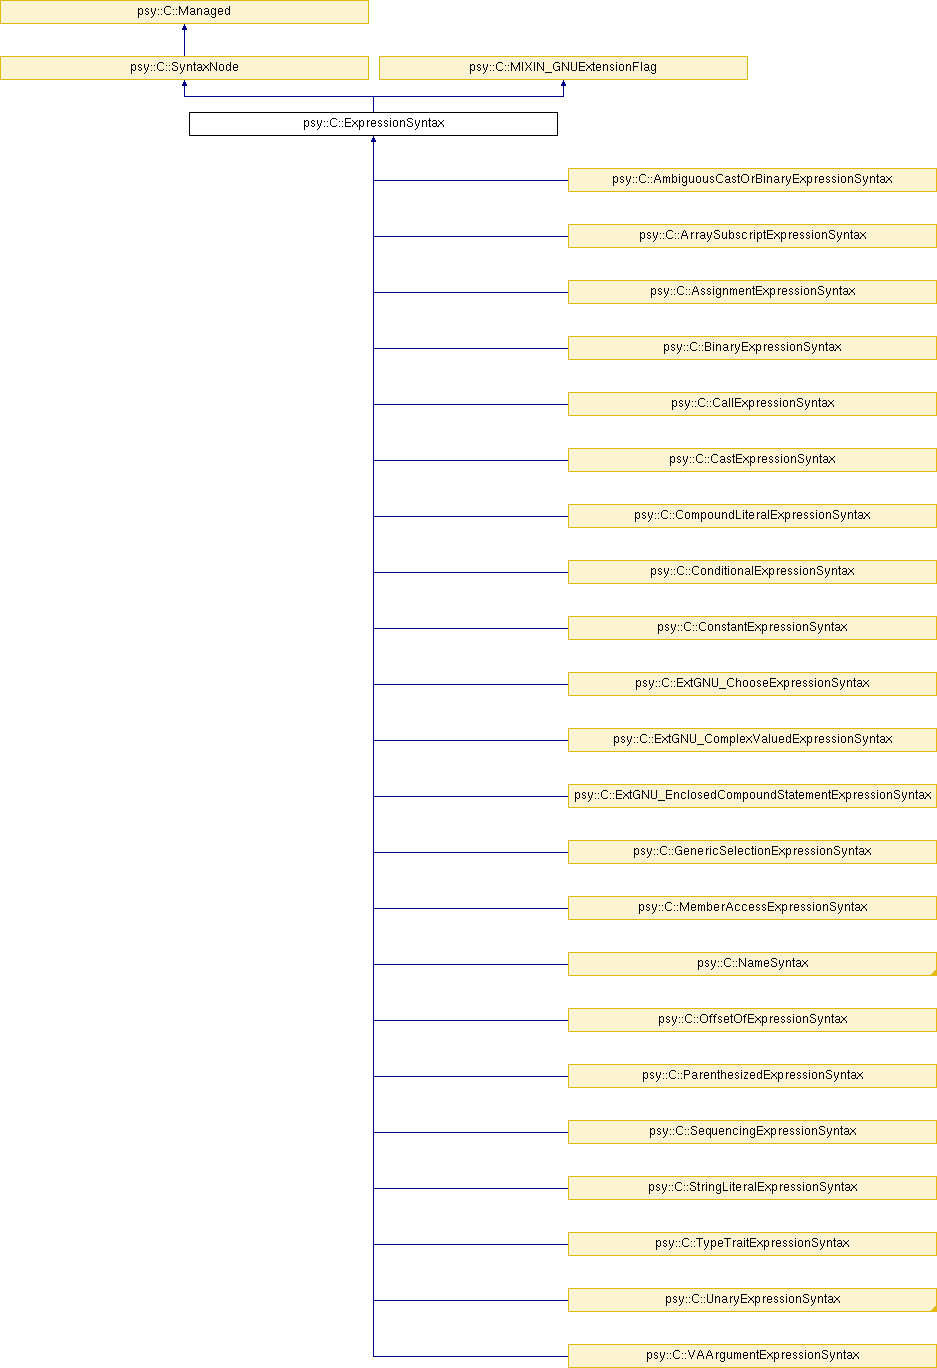 psy::C::Managed
psy::C::SyntaxNode
psy::C::MIXIN_GNUExtensionFlag
psy::C::ExpressionSyntax
psy::C::AmbiguousCastOrBinaryExpressionSyntax
psy::C::ArraySubscriptExpressionSyntax
psy::C::AssignmentExpressionSyntax
psy::C::BinaryExpressionSyntax
psy::C::CallExpressionSyntax
psy::C::CastExpressionSyntax
psy::C::CompoundLiteralExpressionSyntax
psy::C::ConditionalExpressionSyntax
psy::C::ConstantExpressionSyntax
psy::C::ExtGNU_ChooseExpressionSyntax
psy::C::ExtGNU_ComplexValuedExpressionSyntax
psy::C::ExtGNU_EnclosedCompoundStatementExpressionSyntax
psy::C::GenericSelectionExpressionSyntax
psy::C::MemberAccessExpressionSyntax
psy::C::NameSyntax
psy::C::OffsetOfExpressionSyntax
psy::C::ParenthesizedExpressionSyntax
psy::C::SequencingExpressionSyntax
psy::C::StringLiteralExpressionSyntax
psy::C::TypeTraitExpressionSyntax
psy::C::UnaryExpressionSyntax
psy::C::VAArgumentExpressionSyntax